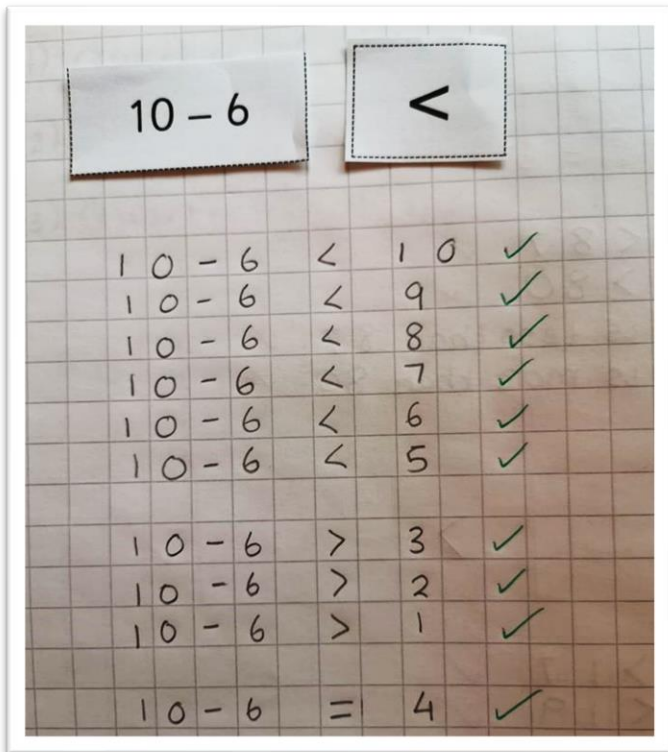 10 – 6 <
10 - 6 < 10 ✓
10 - 6 < 9 ✓
10 - 6 < 8 ✓
10 - 6 < 7 ✓
10 - 6 < 6 ✓
10 - 6 < 5 ✓
10 - 6 > 3 ✓
10 - 6 > 2 ✓
10 - 6 > 1 ✓
10 - 6 = 4 ✓